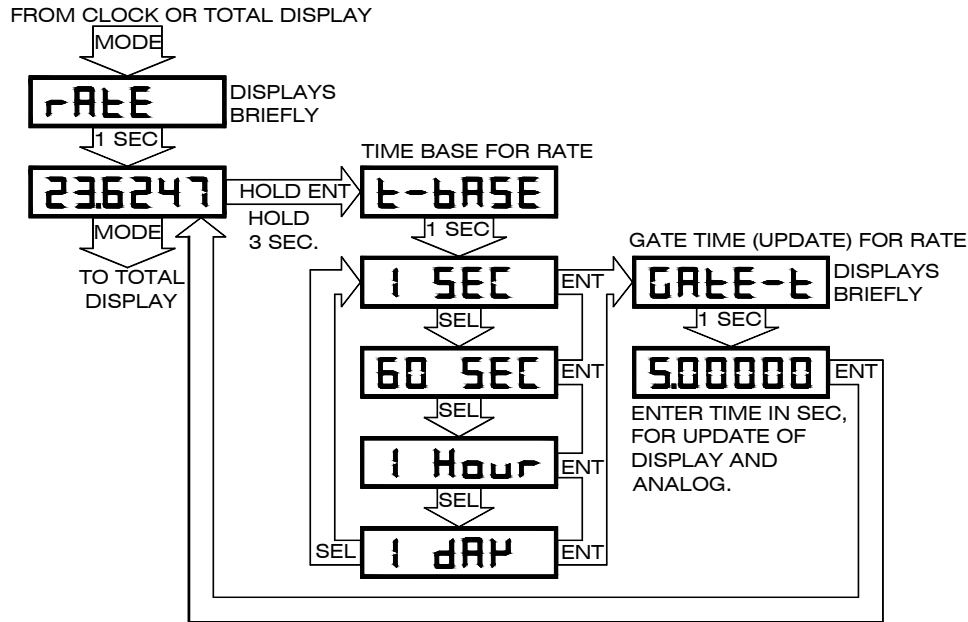 FROM CLOCK OR TOTAL DISPLAY
MODE
rAtE
DISPLAYS
BRIEFLY
1 SEC
23.6247
HOLD ENT
HOLD
3 SEC.
MODE
TO TOTAL
DISPLAY
TIME BASE FOR RATE
t-bASE
1 SEC
1 SEC
ENT
SEL
60 SEC
ENT
SEL
1 Hour
ENT
SEL
1 dAY
SEL
ENT
GATE TIME (UPDATE) FOR RATE
GAtE-t
DISPLAYS
BRIEFLY
1 SEC
5.00000
ENT
ENTER TIME IN SEC,
FOR UPDATE OF
DISPLAY AND
ANALOG.